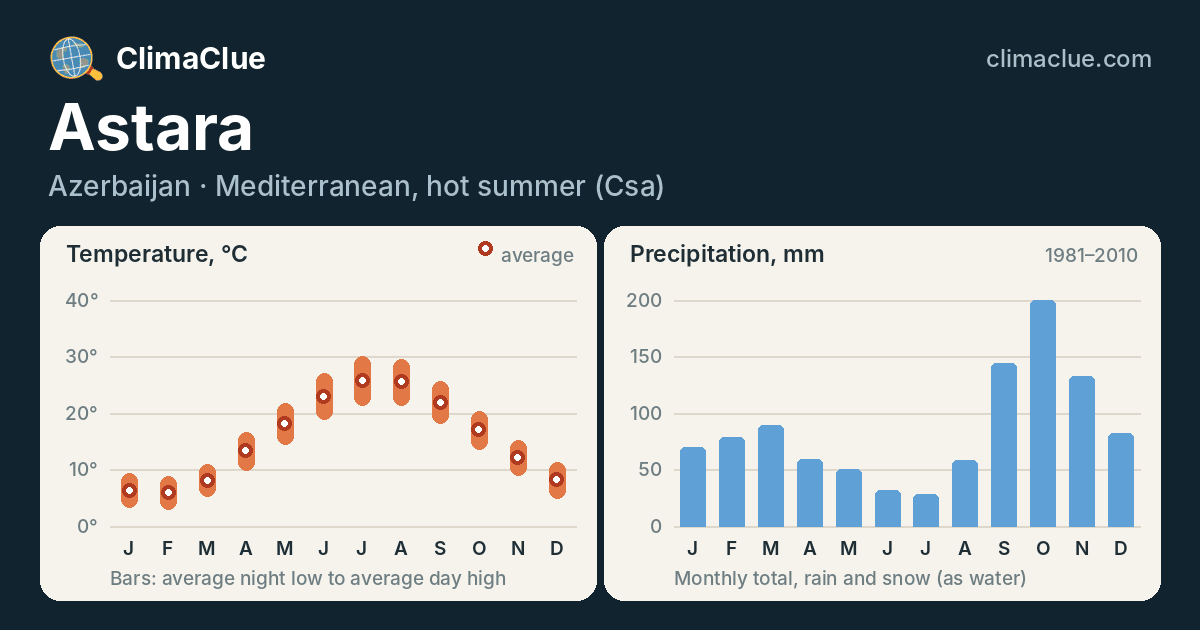 ClimaClue
climaclue.com
Astara
Azerbaijan · Mediterranean, hot summer (Csa)
Temperature, °C
average
40°
30°
20°
10°
0°
J F M A M J J A S O N D
Bars: average night low to average day high
Precipitation, mm
1981–2010
200
150
100
50
0
J F M A M J J A S O N D
Monthly total, rain and snow (as water)